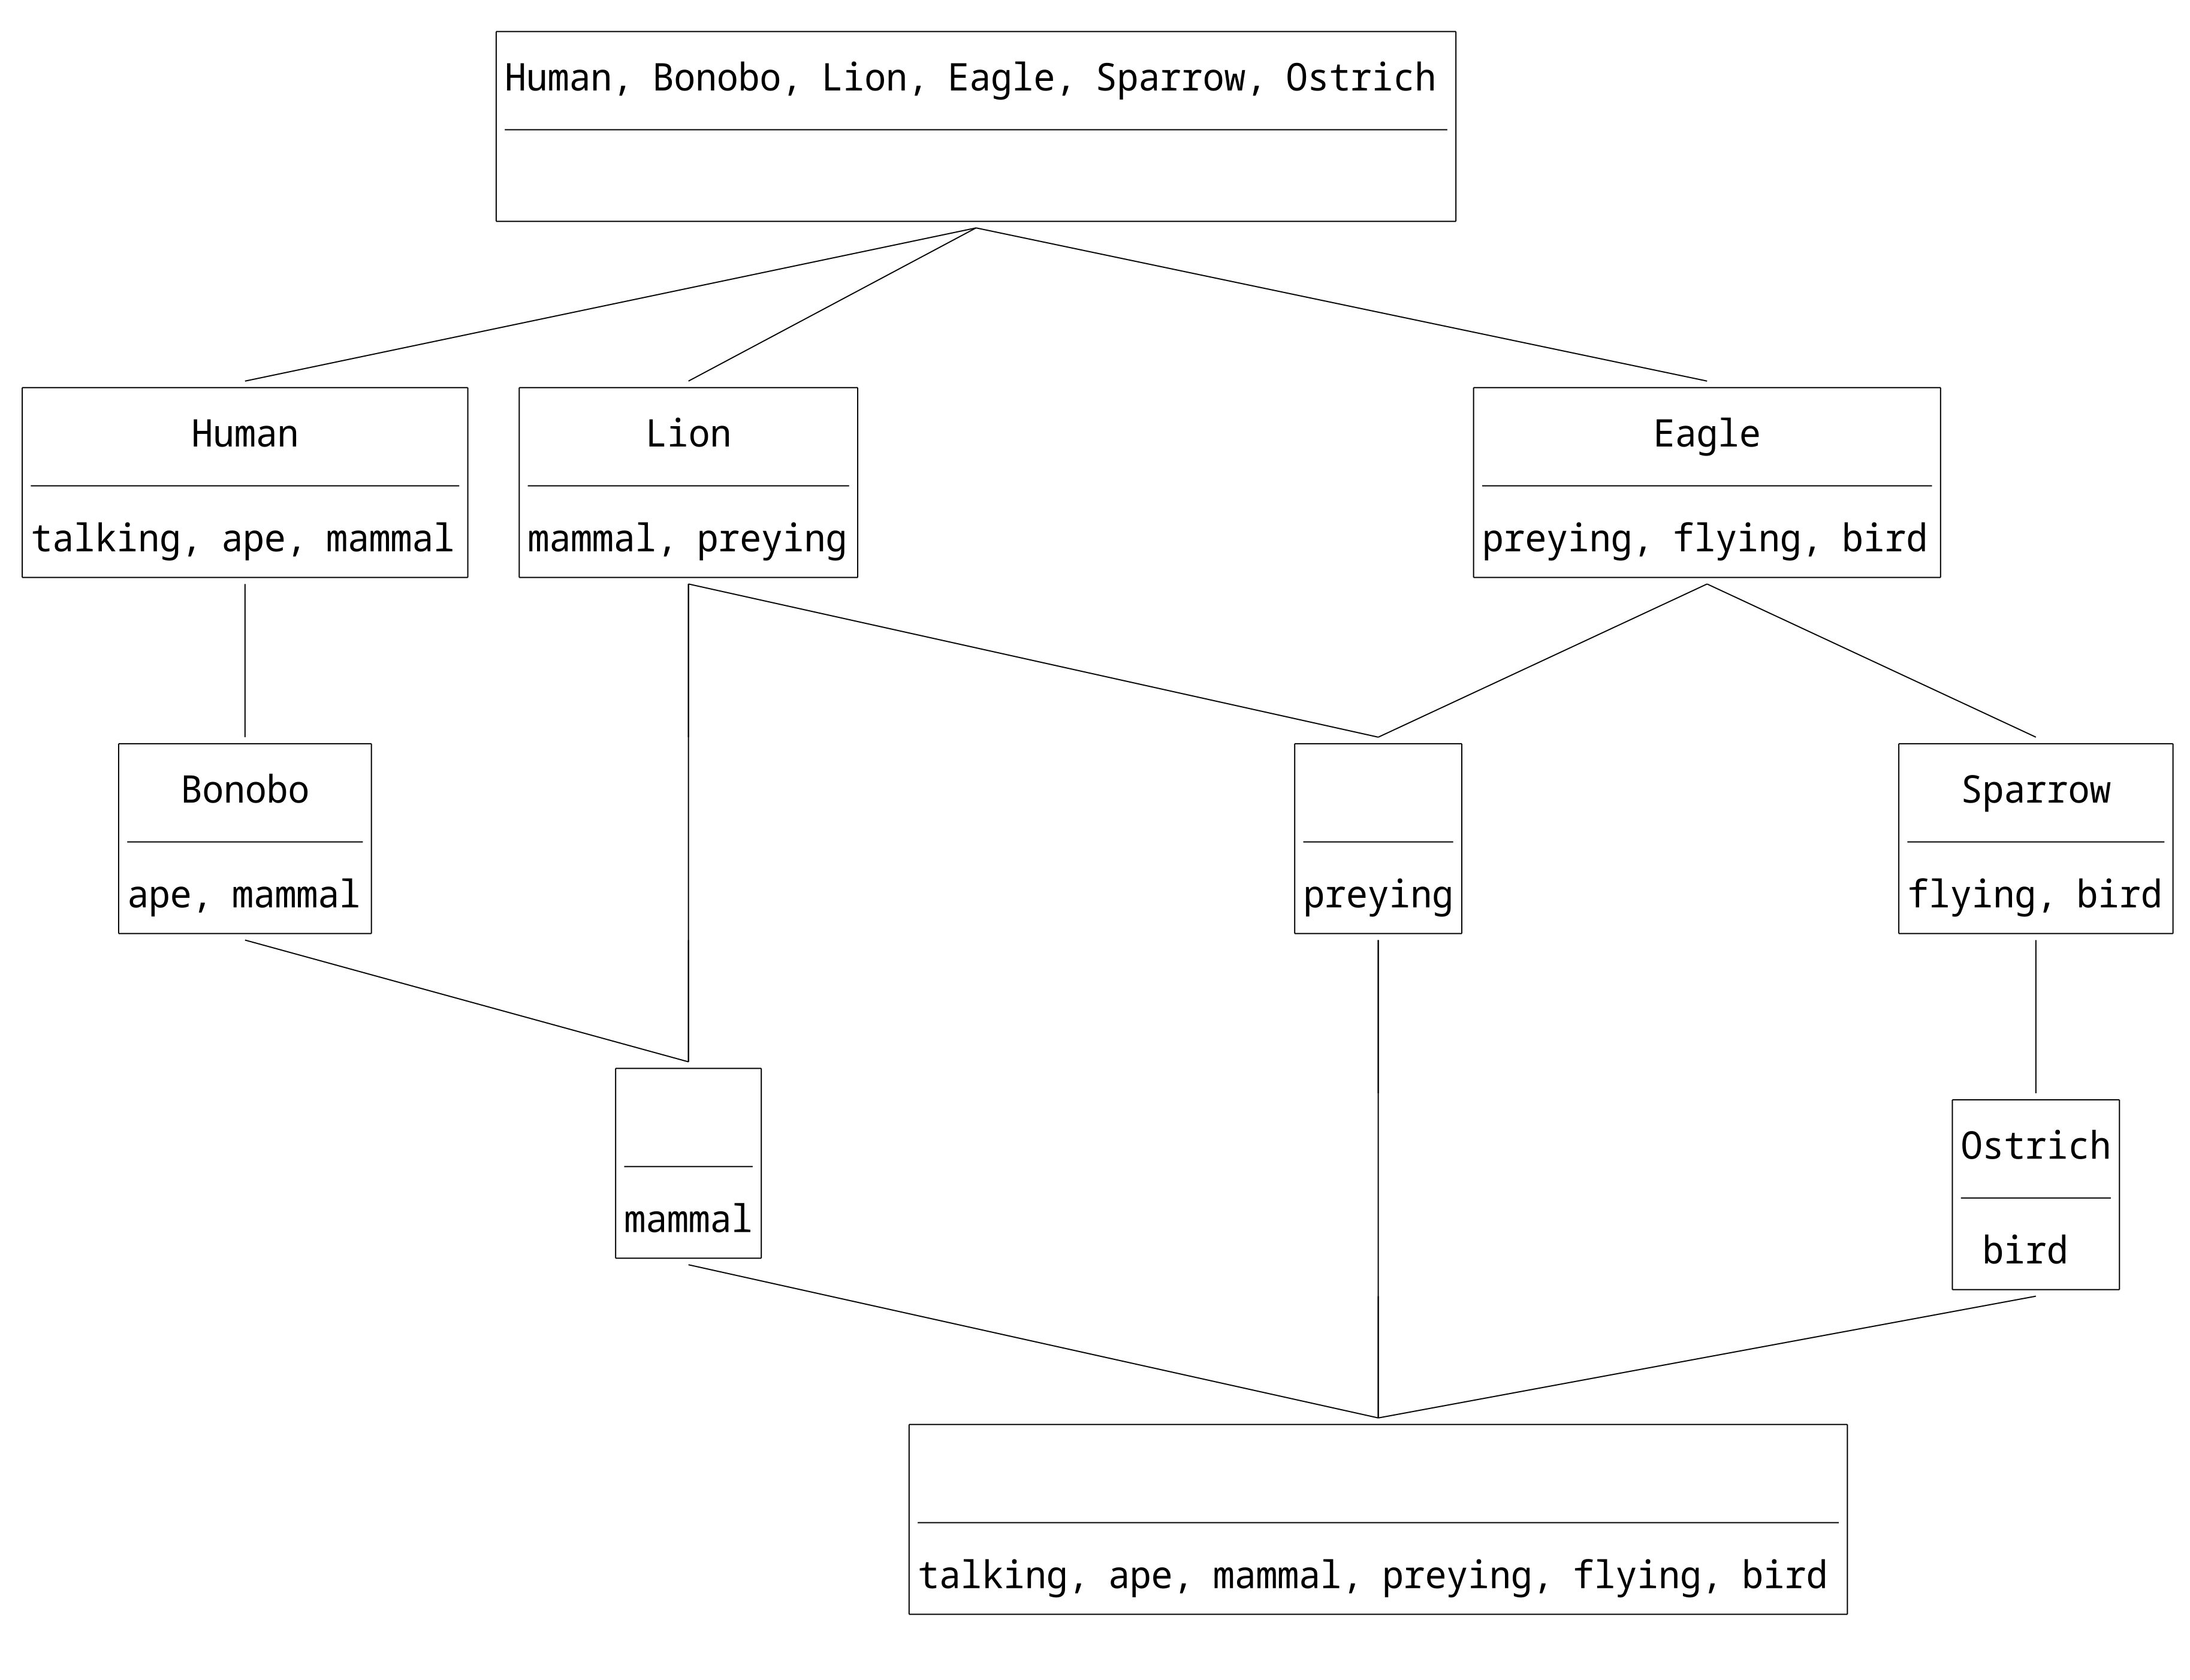 Human, Bonobo, Lion, Eagle, Sparrow, Ostrich
Human
talking, ape, mammal
Lion
mammal, preying
Eagle
preying, flying, bird
Bonobo
ape, mammal
preying
Sparrow
flying, bird
mammal
Ostrich
bird
talking, ape, mammal, preying, flying, bird